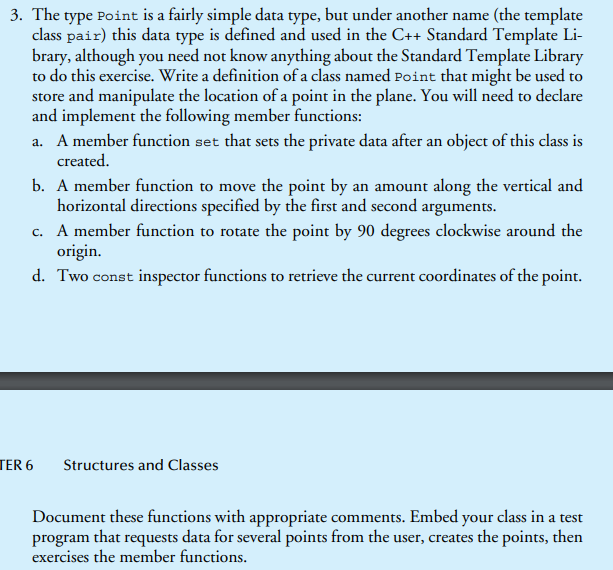 3. The type Point is a fairly simple data type, but under another name (the template
class pair) this data type is defined and used in the C++ Standard Template Li-
brary, although you need not know anything about the Standard Template Library
to do this exercise. Write a definition of a class named Point that might be used to
store and manipulate the location of a point in the plane. You will need to declare
and implement the following member functions:
a. A member function set that sets the private data after an object of this class is
created.
b. A member function to move the point by an amount along the vertical and
horizontal directions specified by the first and second arguments.
c. A member function to rotate the point by 90 degrees clockwise around the
origin.
d. Two const inspector functions to retrieve the current coordinates of the point.
TER 6 Structures and Classes
Document these functions with appropriate comments. Embed your class in a test
program that requests data for several points from the user, creates the points, then
exercises the member functions.